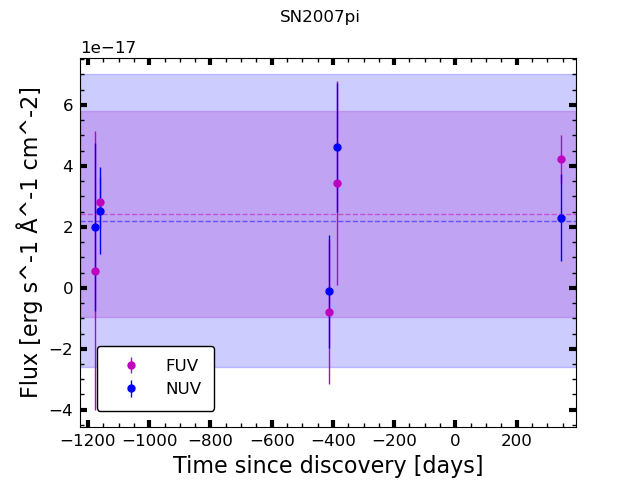 SN2007pi
1e−17
6
4
2
0
−2
−4
Flux [erg s^-1 Å^-1 cm^-2]
FUV
NUV
−1200 −1000 −800 −600 −400 −200 0 200
Time since discovery [days]